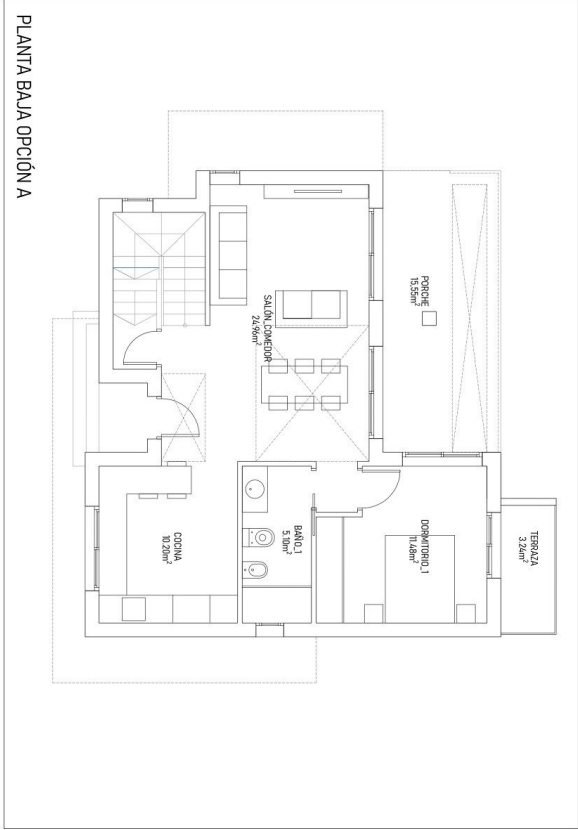 PLANTA BAJA OPCIÓN A
PORCHE
15,55m²
SALÓN_COMEDOR
24.96m²
TERRAZA
3.24m²
DORMITORIO_1
11.48m²
BAÑO_1
5.10m²
COCINA
10.20m²